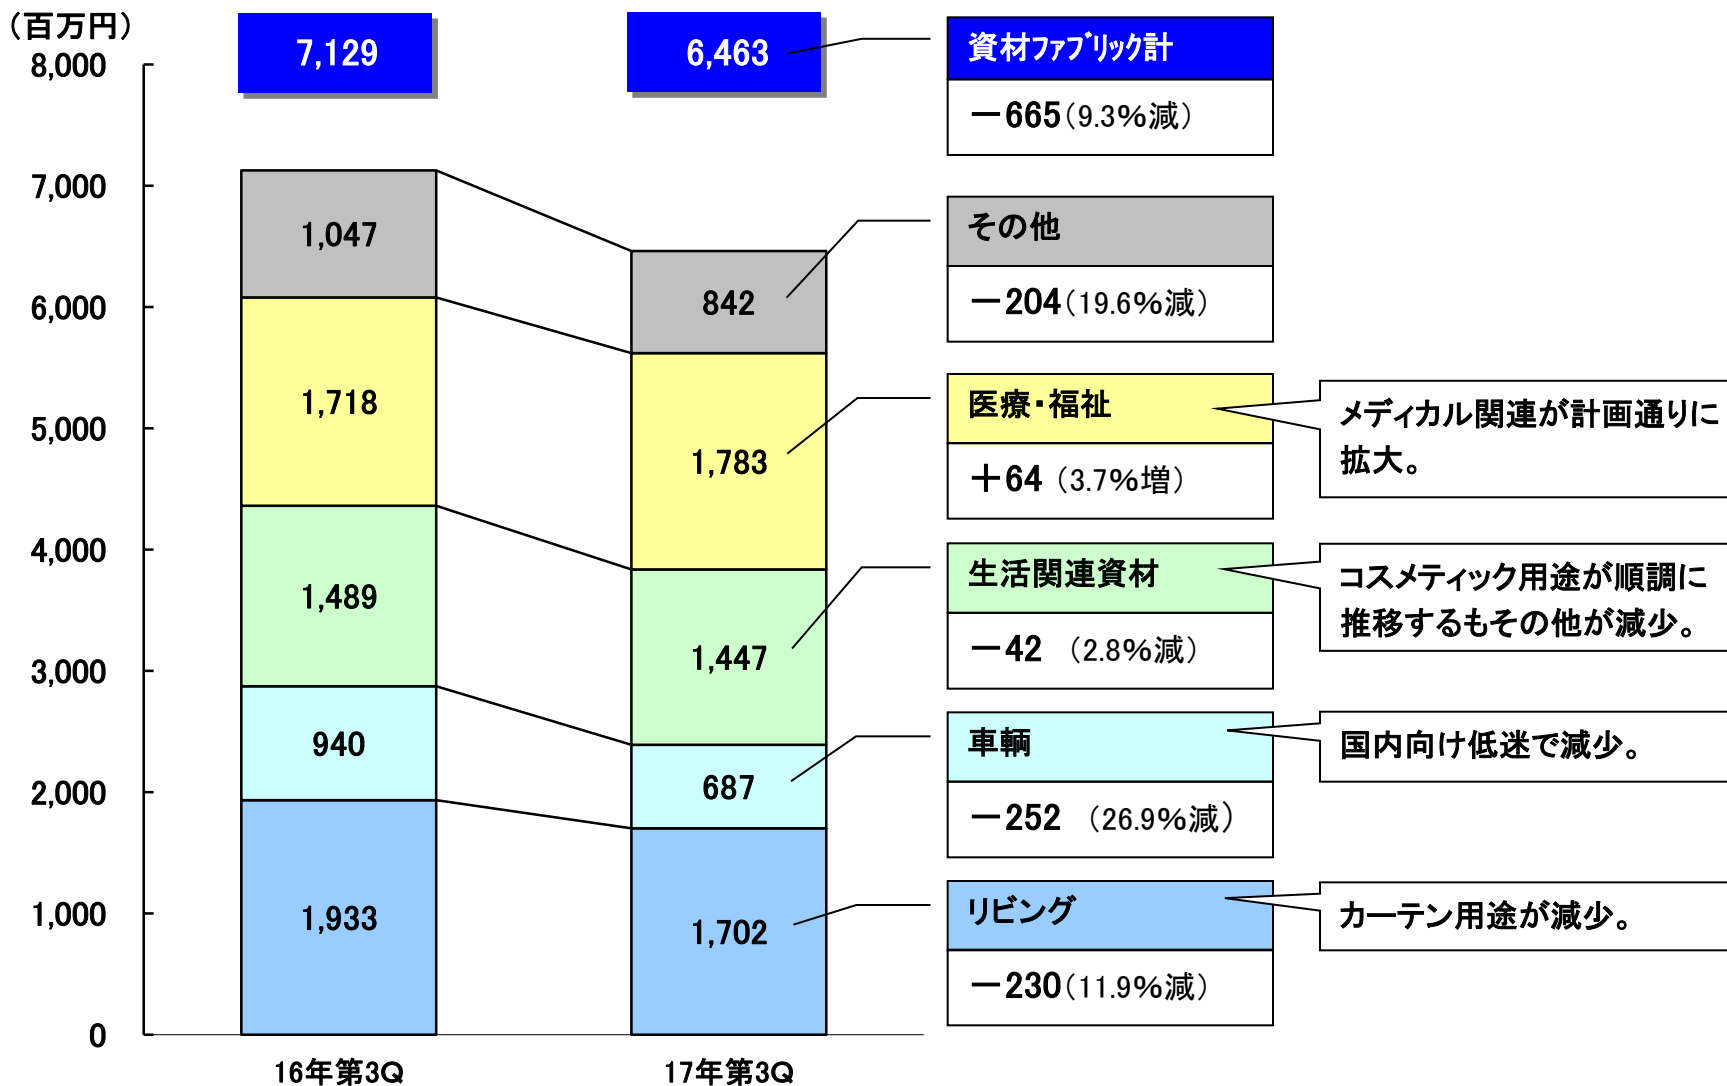 （百万円）
8,000
7,000
6,000
5,000
4,000
3,000
2,000
1,000
0
7,129
1,047
1,718
1,489
940
1,933
16年第3Q
6,463
842
1,783
1,447
687
1,702
17年第3Q
資材ファブリック計
－665（9.3%減）
その他
－204（19.6%減）
医療・福祉
＋64（3.7%増）
メディカル関連が計画通りに
拡大。
生活関連資材
－42（2.8%減）
コスメティック用途が順調に
推移するもその他が減少。
車輌
－252（26.9%減）
国内向け低迷で減少。
リビング
－230（11.9%減）
カーテン用途が減少。